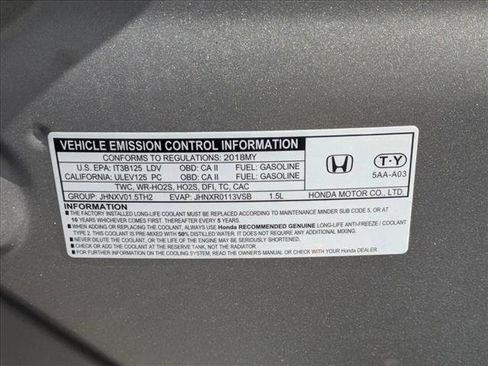 VEHICLE EMISSION CONTROL INFORMATION
CONFORMS TO REGULATIONS: 2018MY
U.S. EPA: IT3B125 LDV OBD: CA II FUEL: GASOLINE
CALIFORNIA: ULEV125 PC OBD: CA II FUEL: GASOLINE
TWC, WR-HO2S, HO2S, DFI, TC, CAC
GROUP: JHNXV01.5TH2 EVAP: JHNXR0113VSB 1.5L
HONDA
T·Y
5AA-A03
HONDA MOTOR CO., LTD.
INFORMATION
■ THE FACTORY INSTALLED LONG-LIFE COOLANT MUST BE REPLACED ACCORDING TO MAINTENANCE MINDER SUB CODE 5, OR AT
10 YEARS WHICHEVER COMES FIRST. THEREAFTER EVERY 5 YEARS.
■ WHEN ADDING OR REPLACING THE COOLANT, ALWAYS USE Honda RECOMMENDED GENUINE LONG-LIFE ANTI-FREEZE / COOLANT
TYPE 2. THIS COOLANT IS PRE-MIXED WITH 50% DISTILLED WATER. IT DOES NOT REQUIRE ANY ADDITIONAL MIXING.
■ NEVER DILUTE THE COOLANT, OR THE LIFE OF THE ENGINE WILL BE SUBSTANTIALLY SHORTENED.
■ CHECK OR ADD THE COOLANT AT THE RESERVE TANK, NOT THE RADIATOR.
■ FOR FURTHER INFORMATION ON THE COOLING SYSTEM, READ THE OWNER'S MANUAL OR CHECK WITH YOUR Honda DEALER.